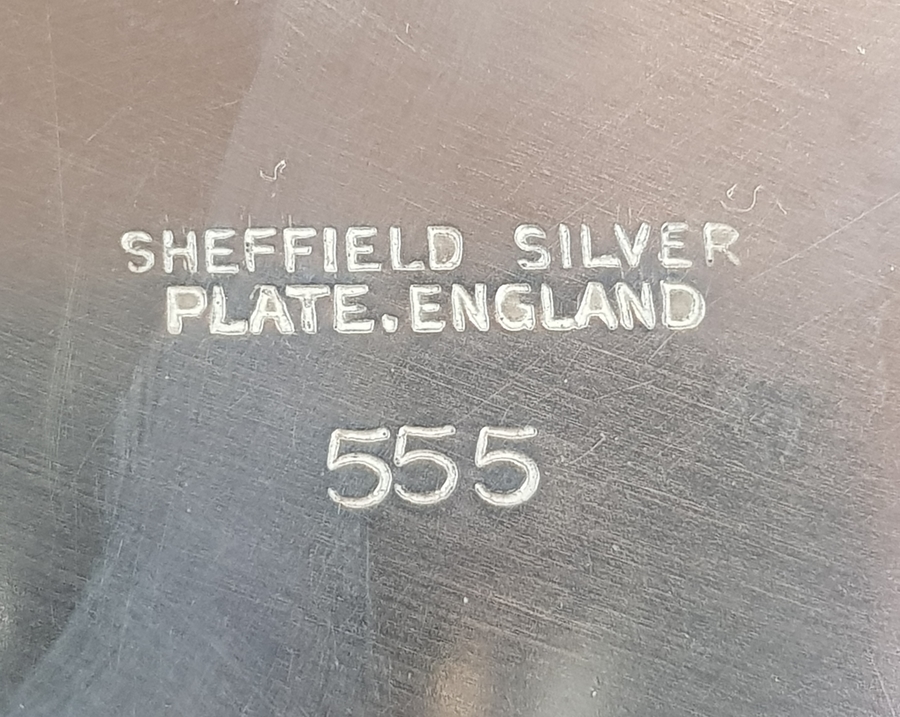 SHEFFIELD SILVER
PLATE.ENGLAND
555